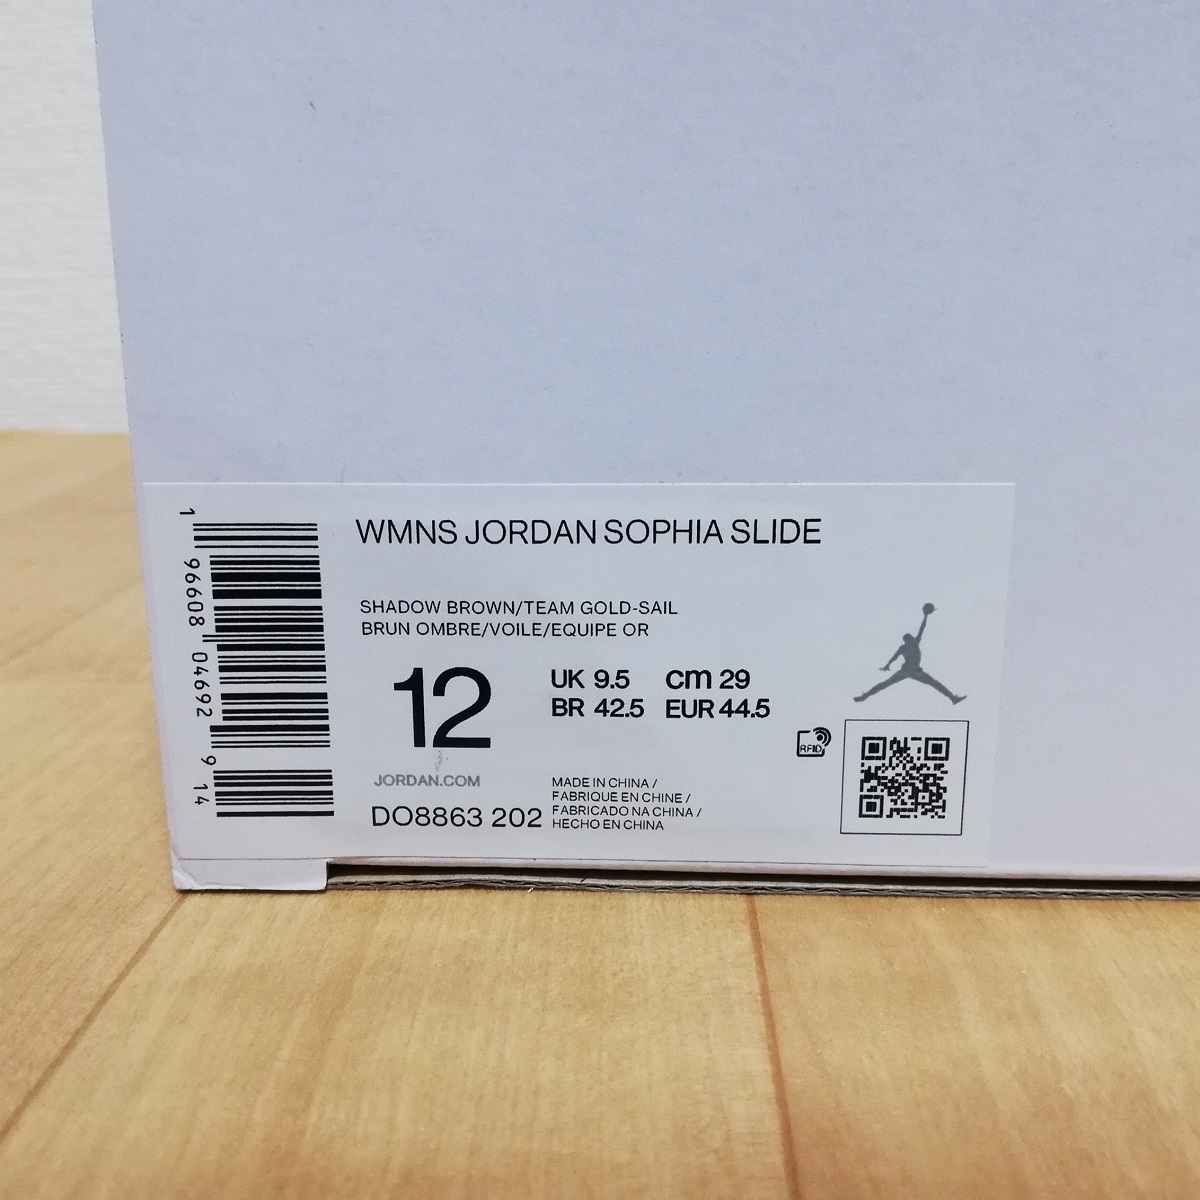 WMNS JORDAN SOPHIA SLIDE
SHADOW BROWN/TEAM GOLD-SAIL
BRUN OMBRE/VOILE/EQUIPE OR
12
UK 9.5 cm 29
BR 42.5 EUR 44.5
JORDAN.COM
DO8863 202
MADE IN CHINA /
FABRIQUE EN CHINE /
FABRICADO NA CHINA /
HECHO EN CHINA
RFID
1 96608 04692 9 14